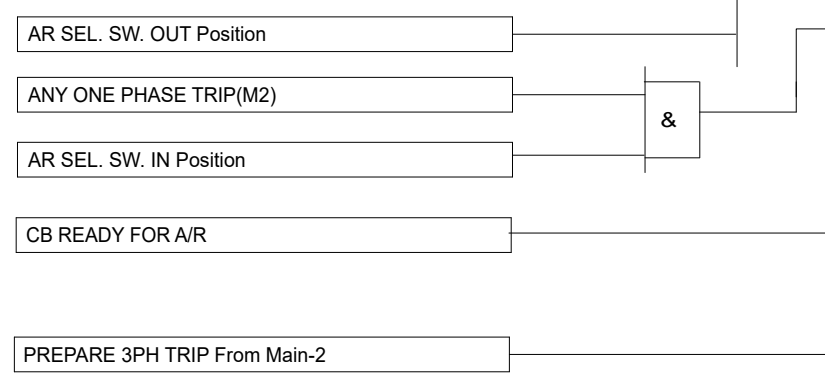 AR SEL. SW. OUT Position
ANY ONE PHASE TRIP(M2)
&
AR SEL. SW. IN Position
CB READY FOR A/R
PREPARE 3PH TRIP From Main-2